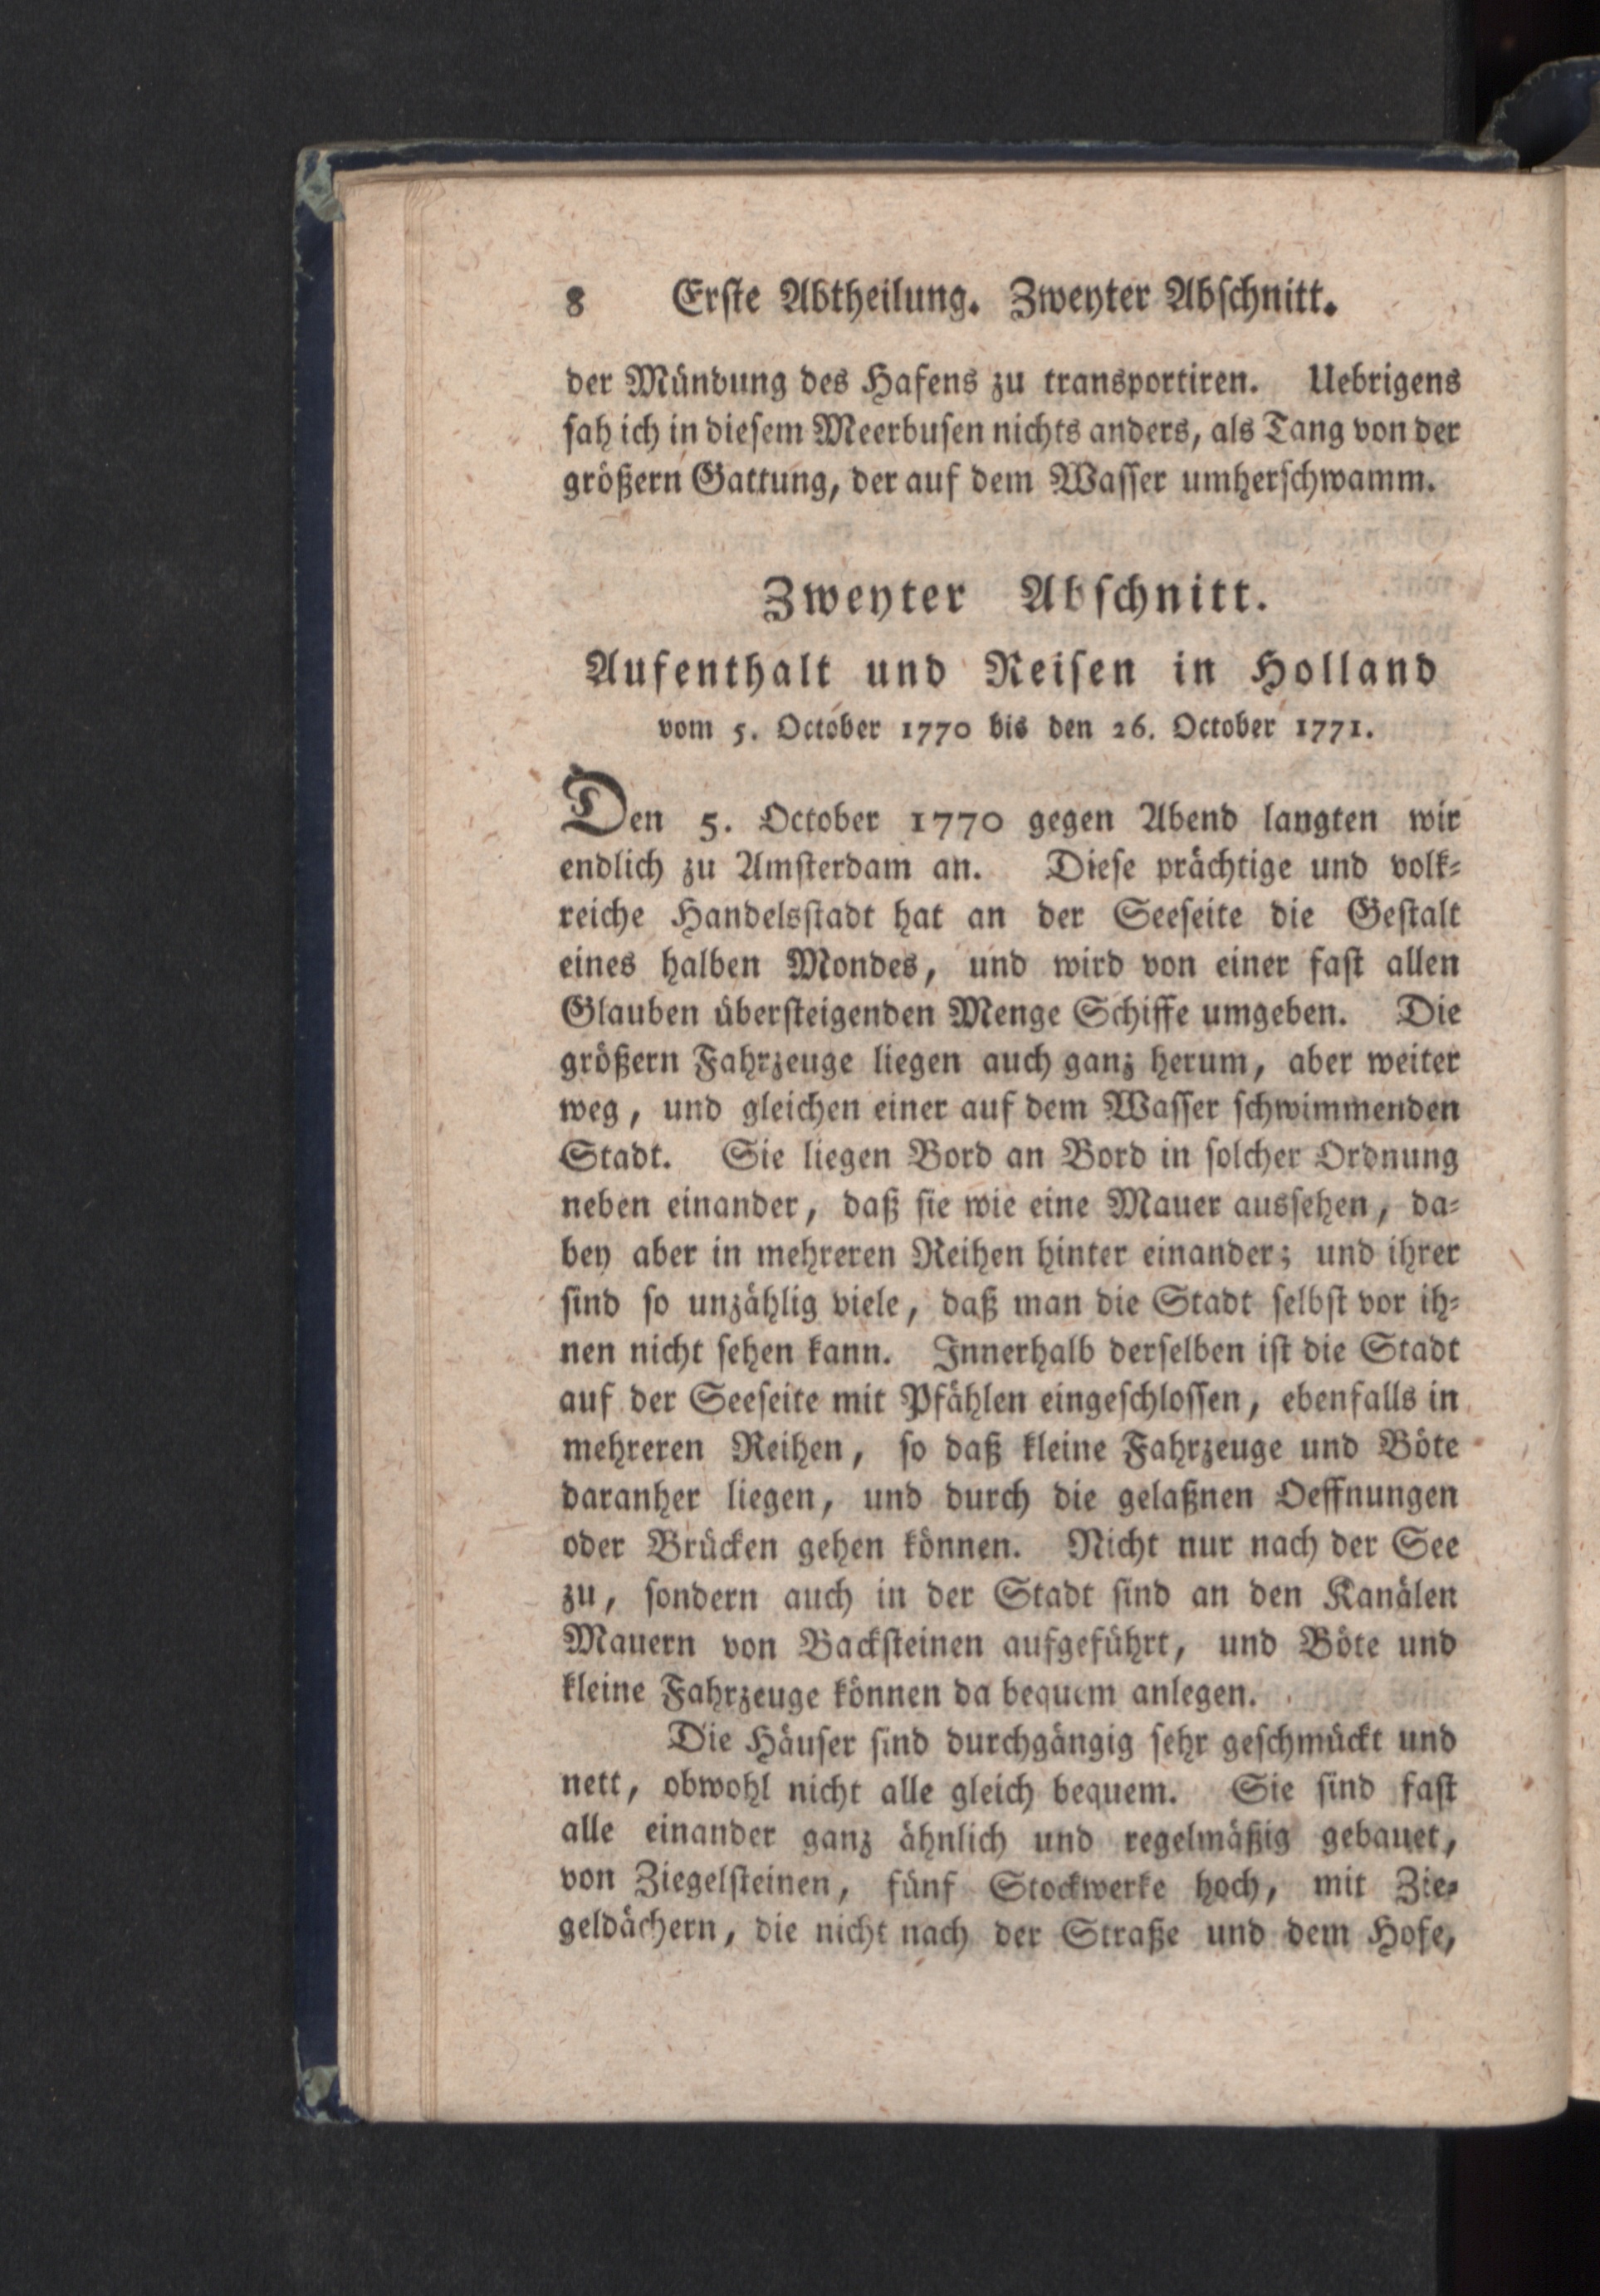 8 Erste Abtheilung. Zweyter Abschnitt.
der Mündung des Hafens zu transportiren. Uebrigens
sah ich in diesem Meerbusen nichts anders, als Tang von der
größern Gattung, der auf dem Wasser umherschwamm.
Zweyter Abschnitt.
Aufenthalt und Reisen in Holland
vom 5. October 1770 bis den 26. October 1771.
Den 5. October 1770 gegen Abend langten wir
endlich zu Amsterdam an. Diese prächtige und volk-
reiche Handelsstadt hat an der Seeseite die Gestalt
eines halben Mondes, und wird von einer fast allen
Glauben übersteigenden Menge Schiffe umgeben. Die
größern Fahrzeuge liegen auch ganz herum, aber weiter
weg, und gleichen einer auf dem Wasser schwimmenden
Stadt. Sie liegen Bord an Bord in solcher Ordnung
neben einander, daß sie wie eine Mauer aussehen, da-
bey aber in mehreren Reihen hinter einander; und ihrer
sind so unzählig viele, daß man die Stadt selbst vor ih-
nen nicht sehen kann. Innerhalb derselben ist die Stadt
auf der Seeseite mit Pfählen eingeschlossen, ebenfalls in
mehreren Reihen, so daß kleine Fahrzeuge und Böte
daranher liegen, und durch die gelaßnen Oeffnungen
oder Brücken gehen können. Nicht nur nach der See
zu, sondern auch in der Stadt sind an den Kanälen
Mauern von Backsteinen aufgeführt, und Böte und
kleine Fahrzeuge können da bequem anlegen.
Die Häuser sind durchgängig sehr geschmückt und
nett, obwohl nicht alle gleich bequem. Sie sind fast
alle einander ganz ähnlich und regelmäßig gebauet,
von Ziegelsteinen, fünf Stockwerke hoch, mit Zie-
geldächern, die nicht nach der Straße und dem Hofe,